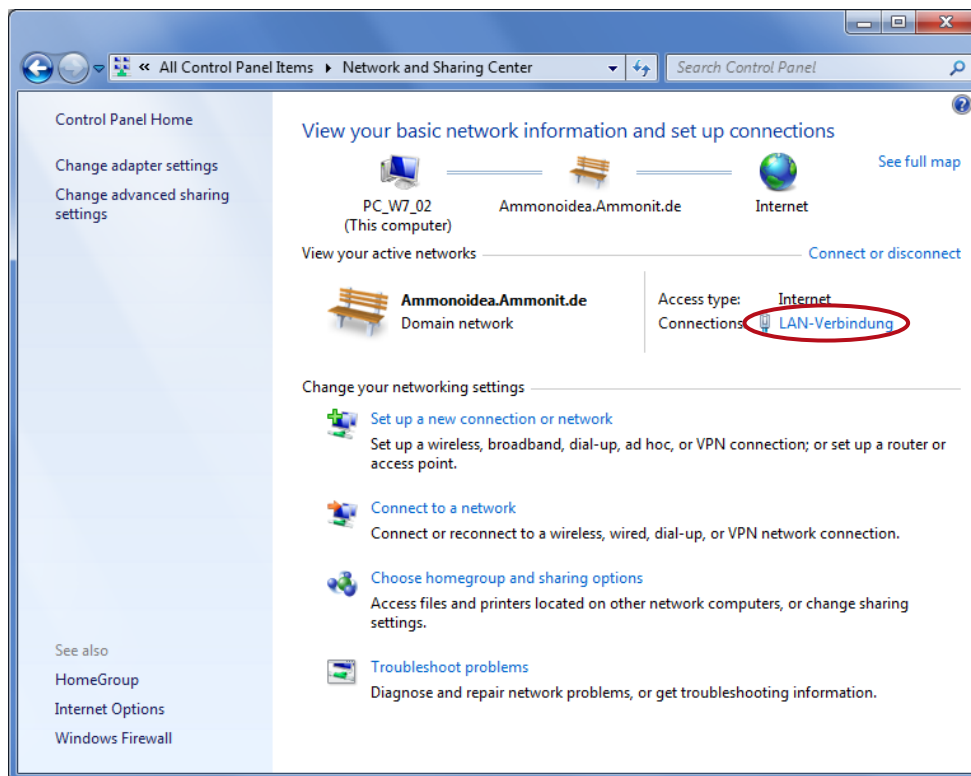 « All Control Panel Items ▸ Network and Sharing Center
Search Control Panel
Control Panel Home
Change adapter settings
Change advanced sharing
settings
View your basic network information and set up connections
See full map
PC_W7_02
(This computer)
Ammonoidea.Ammonit.de
Internet
View your active networks
Connect or disconnect
Ammonoidea.Ammonit.de
Domain network
Access type: Internet
Connections: LAN-Verbindung
Change your networking settings
Set up a new connection or network
Set up a wireless, broadband, dial-up, ad hoc, or VPN connection; or set up a router or
access point.
Connect to a network
Connect or reconnect to a wireless, wired, dial-up, or VPN network connection.
Choose homegroup and sharing options
Access files and printers located on other network computers, or change sharing
settings.
Troubleshoot problems
Diagnose and repair network problems, or get troubleshooting information.
See also
HomeGroup
Internet Options
Windows Firewall